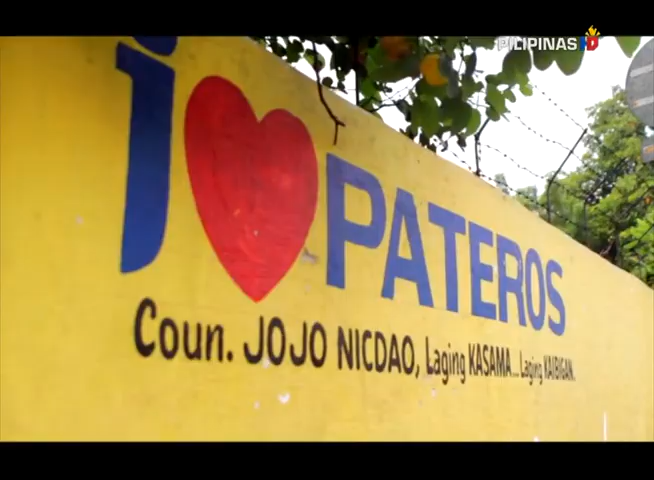 PILIPINAS HD
i ♥ PATEROS
Coun. JOJO NICDAO, Laging KASAMA... Laging KAIBIGAN.